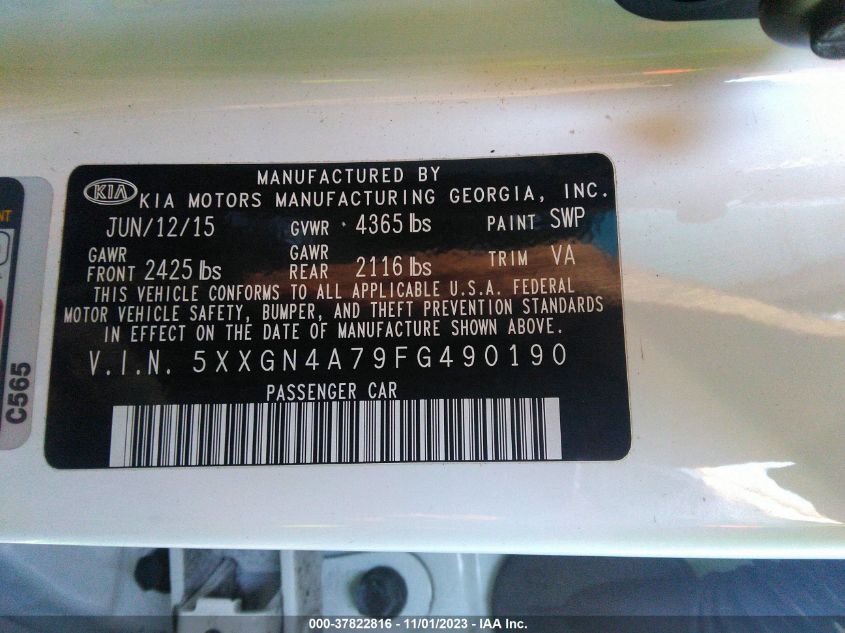 MANUFACTURED BY
KIA KIA MOTORS MANUFACTURING GEORGIA, INC.
JUN/12/15 GVWR 4365 lbs PAINT SWP
GAWR FRONT 2425 lbs GAWR REAR 2116 lbs TRIM VA
THIS VEHICLE CONFORMS TO ALL APPLICABLE U.S.A. FEDERAL
MOTOR VEHICLE SAFETY, BUMPER, AND THEFT PREVENTION STANDARDS
IN EFFECT ON THE DATE OF MANUFACTURE SHOWN ABOVE.
V.I.N. 5XXGN4A79FG490190
PASSENGER CAR
C565
000-37822816 - 11/01/2023 - IAA Inc.